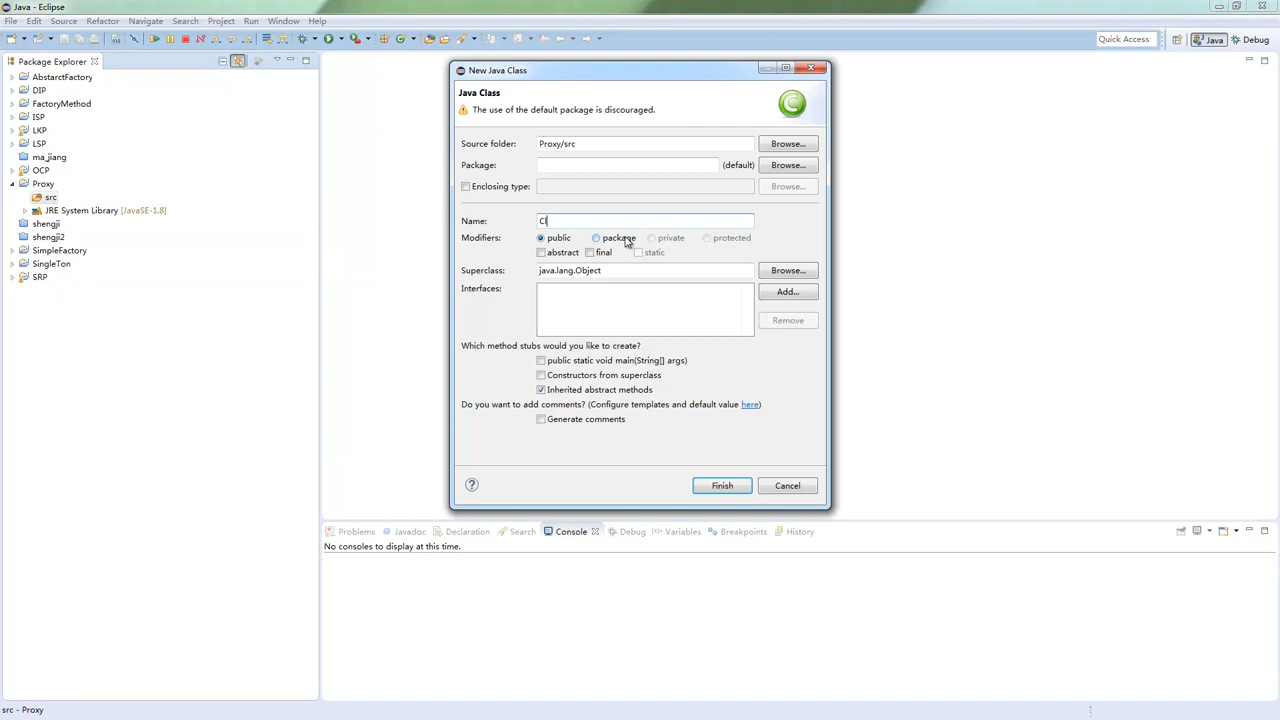 Java - Eclipse
File Edit Source Refactor Navigate Search Project Run Window Help
Quick Access
Java
Debug
Package Explorer
AbstarctFactory
DIP
FactoryMethod
ISP
LKP
LSP
ma_jiang
OCP
Proxy
src
JRE System Library [JavaSE-1.8]
shengji
shengji2
SimpleFactory
SingleTon
SRP
New Java Class
Java Class
The use of the default package is discouraged.
Source folder: Proxy/src Browse...
Package: (default) Browse...
Enclosing type: Browse...
Name: Cl
Modifiers: public package private protected
abstract final static
Superclass: java.lang.Object Browse...
Interfaces: Add...
Remove
Which method stubs would you like to create?
public static void main(String[] args)
Constructors from superclass
Inherited abstract methods
Do you want to add comments? (Configure templates and default value here)
Generate comments
? Finish Cancel
Problems Javadoc Declaration Search Console Debug Variables Breakpoints History
No consoles to display at this time.
src - Proxy